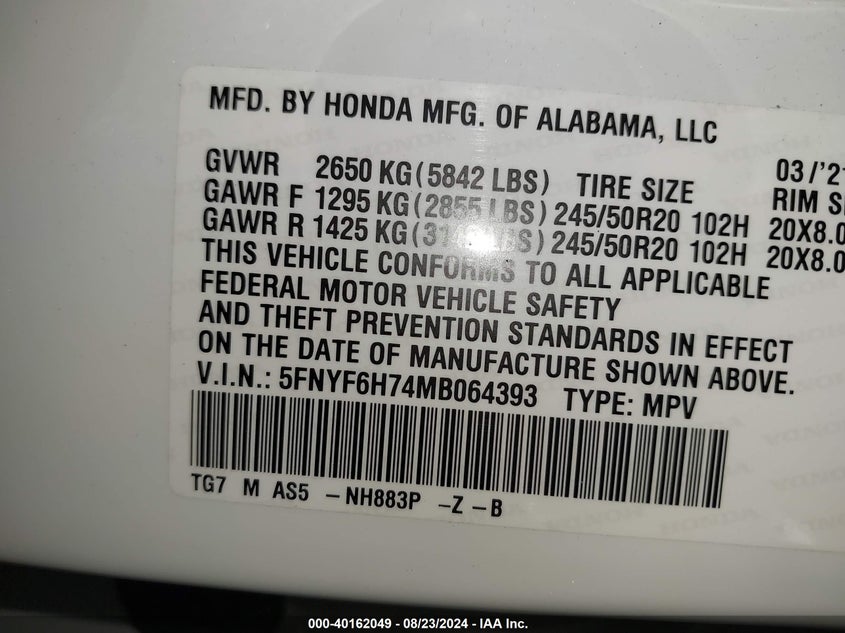 MFD. BY HONDA MFG. OF ALABAMA, LLC
03/'21
GVWR 2650 KG(5842 LBS) TIRE SIZE
GAWR F 1295 KG(2855 LBS) 245/50R20 102H 20X8.0
GAWR R 1425 KG 245/50R20 102H 20X8.0
THIS VEHICLE CONFORMS TO ALL APPLICABLE
FEDERAL MOTOR VEHICLE SAFETY
AND THEFT PREVENTION STANDARDS IN EFFECT
ON THE DATE OF MANUFACTURE SHOWN ABOVE.
V.I.N.: 5FNYF6H74MB064393 TYPE: MPV
TG7 M AS5 -NH883P -Z -B
000-40162049 - 08/23/2024 - IAA Inc.